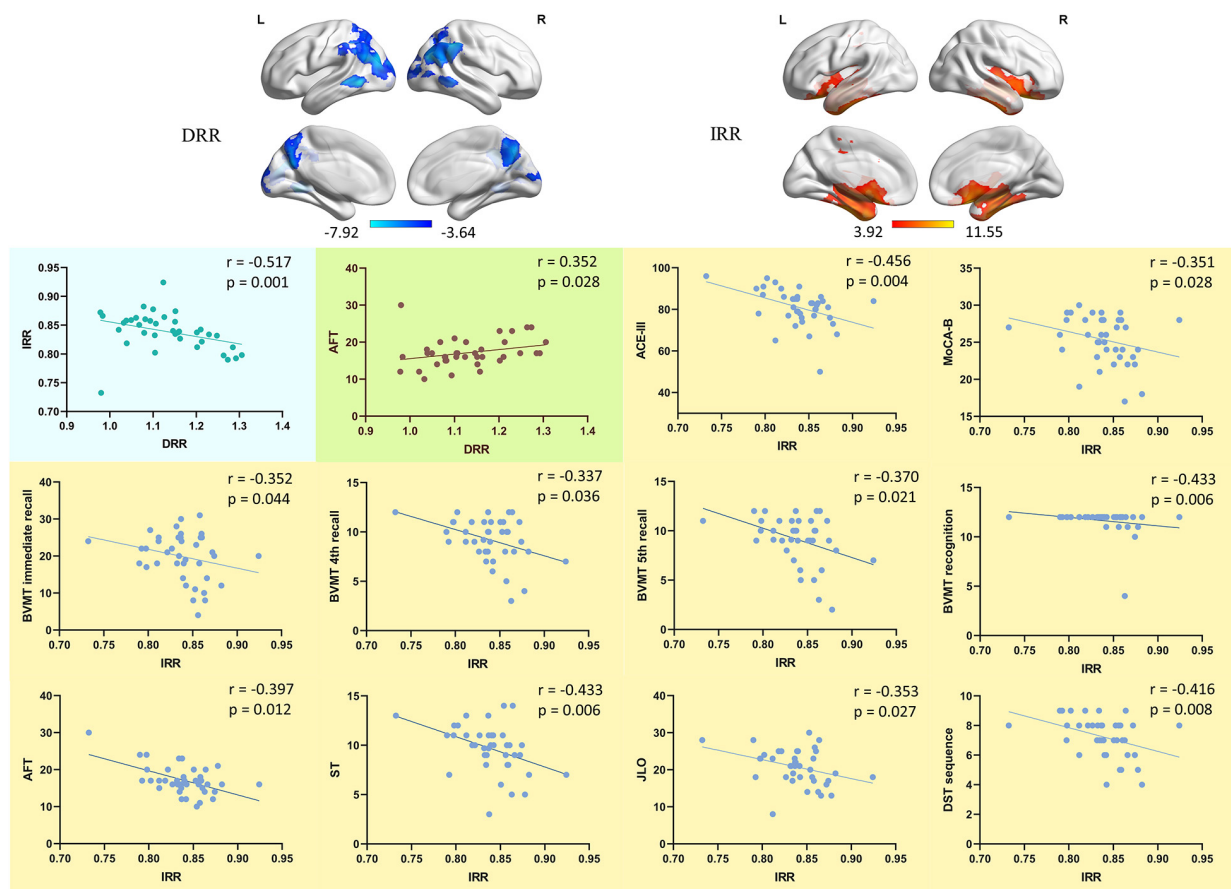 L R L R
DRR IRR
-7.92 -3.64 3.92 11.55
r = -0.517
p = 0.001
IRR
0.95
0.90
0.85
0.80
0.75
0.70
0.9 1.0 1.1 1.2 1.3 1.4
DRR
r = 0.352
p = 0.028
AFT
40
30
20
10
0
0.9 1.0 1.1 1.2 1.3 1.4
DRR
r = -0.456
p = 0.004
ACE-III
100
80
60
40
0.70 0.75 0.80 0.85 0.90 0.95
IRR
r = -0.351
p = 0.028
MoCA-B
35
30
25
20
15
0.70 0.75 0.80 0.85 0.90 0.95
IRR
r = -0.352
p = 0.044
BVMT immediate recall
40
30
20
10
0
0.70 0.75 0.80 0.85 0.90 0.95
IRR
r = -0.337
p = 0.036
BVMT 4th recall
15
10
5
0
0.70 0.75 0.80 0.85 0.90 0.95
IRR
r = -0.370
p = 0.021
BVMT 5th recall
15
10
5
0
0.70 0.75 0.80 0.85 0.90 0.95
IRR
r = -0.433
p = 0.006
BVMT recognition
15
10
5
0
0.70 0.75 0.80 0.85 0.90 0.95
IRR
r = -0.397
p = 0.012
AFT
40
30
20
10
0
0.70 0.75 0.80 0.85 0.90 0.95
IRR
r = -0.433
p = 0.006
ST
15
10
5
0
0.70 0.75 0.80 0.85 0.90 0.95
IRR
r = -0.353
p = 0.027
JLO
40
30
20
10
0
0.70 0.75 0.80 0.85 0.90 0.95
IRR
r = -0.416
p = 0.008
DST sequence
10
8
6
4
2
0
0.70 0.75 0.80 0.85 0.90 0.95
IRR